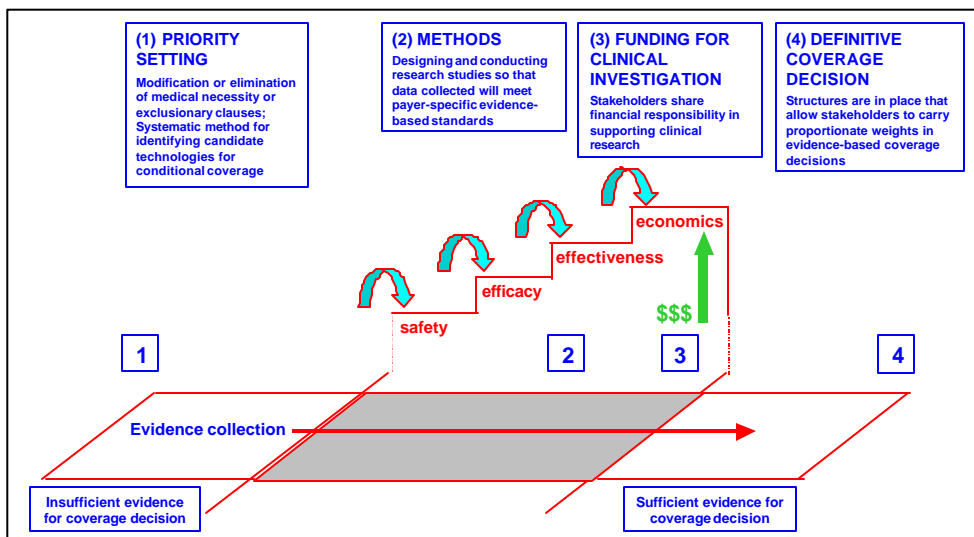 (1) PRIORITY
SETTING
Modification or elimination
of medical necessity or
exclusionary clauses;
Systematic method for
identifying candidate
technologies for
conditional coverage
(2) METHODS
Designing and conducting
research studies so that
data collected will meet
payer-specific evidence-
based standards
(3) FUNDING FOR
CLINICAL
INVESTIGATION
Stakeholders share
financial responsibility in
supporting clinical
research
(4) DEFINITIVE
COVERAGE
DECISION
Structures are in place that
allow stakeholders to carry
proportionate weights in
evidence-based coverage
decisions
economics
effectiveness
efficacy
$$$
safety
1
2
3
4
Evidence collection
Insufficient evidence
for coverage decision
Sufficient evidence for
coverage decision